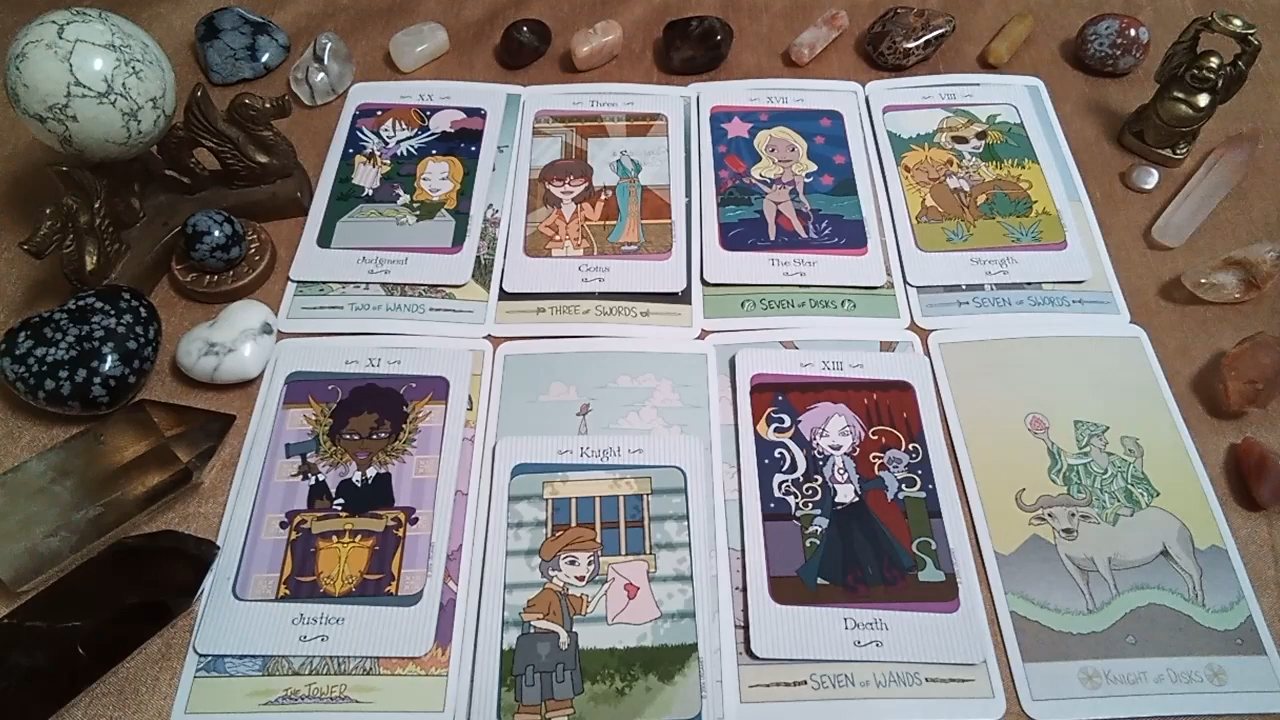 XX
Judgment
TWO OF WANDS
Three
Coins
THREE OF SWORDS
XVII
The Star
SEVEN OF DISKS
VIII
Strength
SEVEN OF SWORDS
XI
Justice
THE TOWER
Knight
XIII
Death
SEVEN OF WANDS
KNIGHT OF DISKS